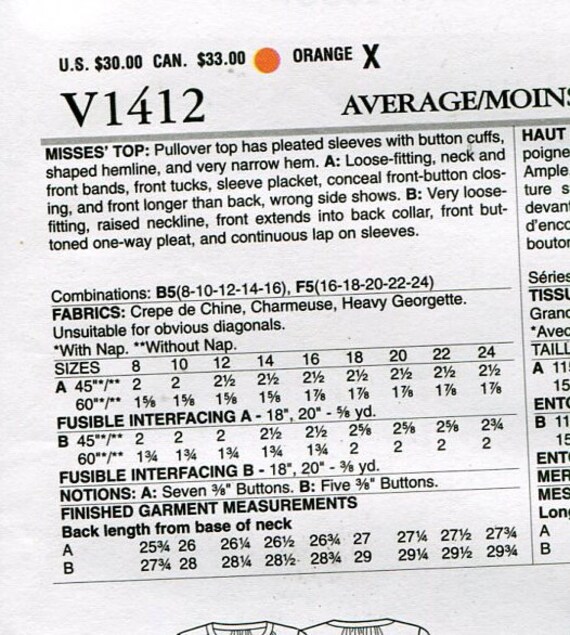 U.S. $30.00 CAN. $33.00 ORANGE X
V1412 AVERAGE/MOINS
MISSES' TOP: Pullover top has pleated sleeves with button cuffs,
shaped hemline, and very narrow hem. A: Loose-fitting, neck and
front bands, front tucks, sleeve placket, conceal front-button clos-
ing, and front longer than back, wrong side shows. B: Very loose-
fitting, raised neckline, front extends into back collar, front but-
toned one-way pleat, and continuous lap on sleeves.
Combinations: B5(8-10-12-14-16), F5(16-18-20-22-24)
FABRICS: Crepe de Chine, Charmeuse, Heavy Georgette.
Unsuitable for obvious diagonals.
*With Nap. **Without Nap.
SIZES 8 10 12 14 16 18 20 22 24
A 45"*/** 2 2 2½ 2½ 2½ 2½ 2½ 2½ 2½
60"*/** 1⅝ 1⅝ 1⅝ 1⅝ 1⅞ 1⅞ 1⅞ 1⅞ 1⅞
FUSIBLE INTERFACING A - 18", 20" - ⅝ yd.
B 45"*/** 2 2 2 2½ 2½ 2⅝ 2⅝ 2⅝ 2¾
60"*/** 1¾ 1¾ 1¾ 1¾ 1¾ 2 2 2 2
FUSIBLE INTERFACING B - 18", 20" - ⅜ yd.
NOTIONS: A: Seven ⅜" Buttons. B: Five ⅜" Buttons.
FINISHED GARMENT MEASUREMENTS
Back length from base of neck
A 25¾ 26 26¼ 26½ 26¾ 27 27¼ 27½ 27¾
B 27¾ 28 28¼ 28½ 28¾ 29 29¼ 29½ 29¾
HAUT
poigne
Ample
ture s
devant
d'enco
bouton
Séries
TISSU
Grand
*Avec
TAILL
A 115
15
ENTO
B 11
15
ENT
MER
MES
Long
A
B